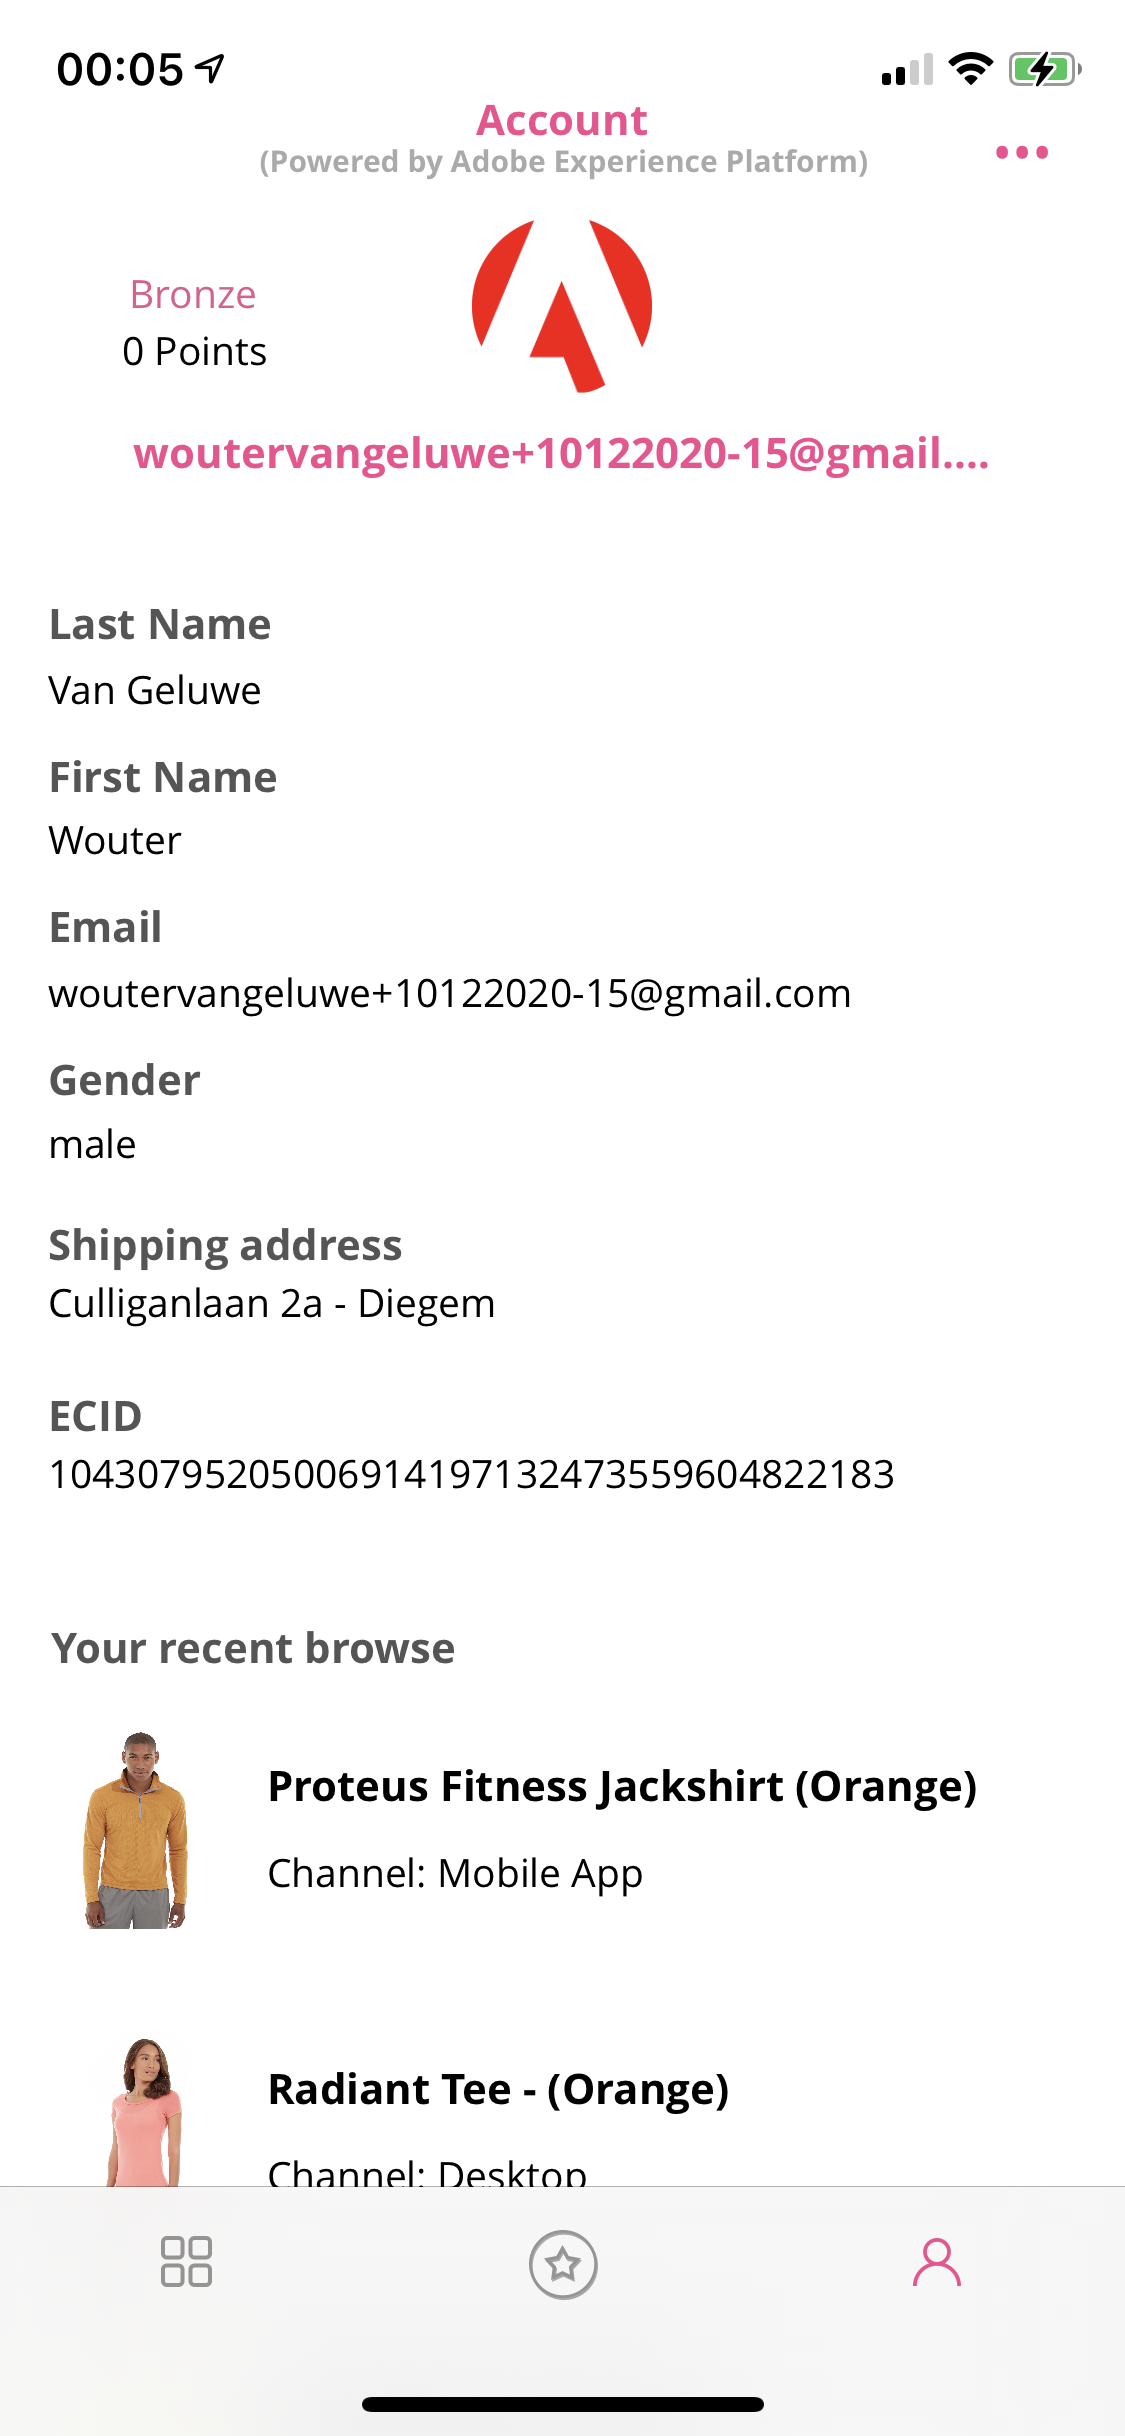 00:05
Account
(Powered by Adobe Experience Platform)
Bronze
0 Points
woutervangeluwe+10122020-15@gmail....
Last Name
Van Geluwe
First Name
Wouter
Email
woutervangeluwe+10122020-15@gmail.com
Gender
male
Shipping address
Culliganlaan 2a - Diegem
ECID
10430795205006914197132473559604822183
Your recent browse
Proteus Fitness Jackshirt (Orange)
Channel: Mobile App
Radiant Tee - (Orange)
Channel: Desktop